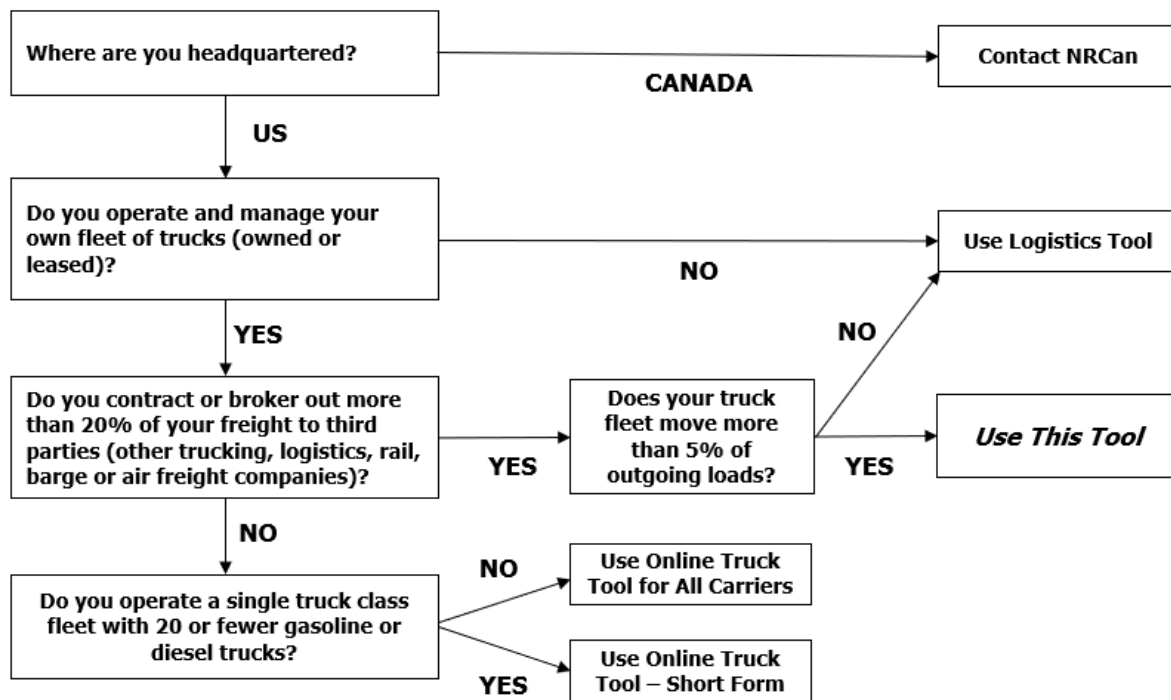 Where are you headquartered?
CANADA
Contact NRCan
US
Do you operate and manage your
own fleet of trucks (owned or
leased)?
NO
Use Logistics Tool
YES
NO
Do you contract or broker out more
than 20% of your freight to third
parties (other trucking, logistics, rail,
barge or air freight companies)?
YES
Does your truck
fleet move more
than 5% of
outgoing loads?
YES
Use This Tool
NO
Do you operate a single truck class
fleet with 20 or fewer gasoline or
diesel trucks?
NO
Use Online Truck
Tool for All Carriers
YES
Use Online Truck
Tool – Short Form